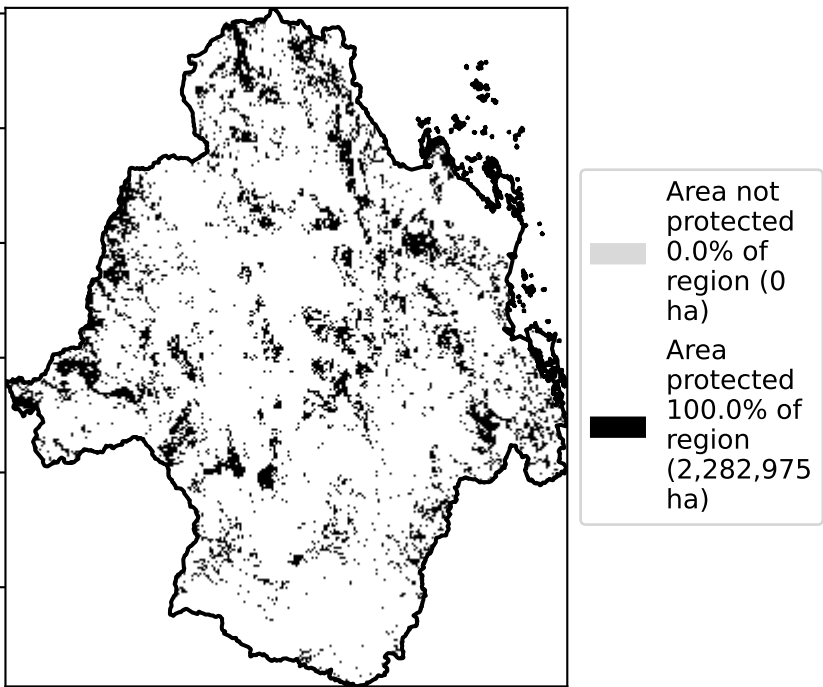 Area not
protected
0.0% of
region (0
ha)
Area
protected
100.0% of
region
(2,282,975
ha)